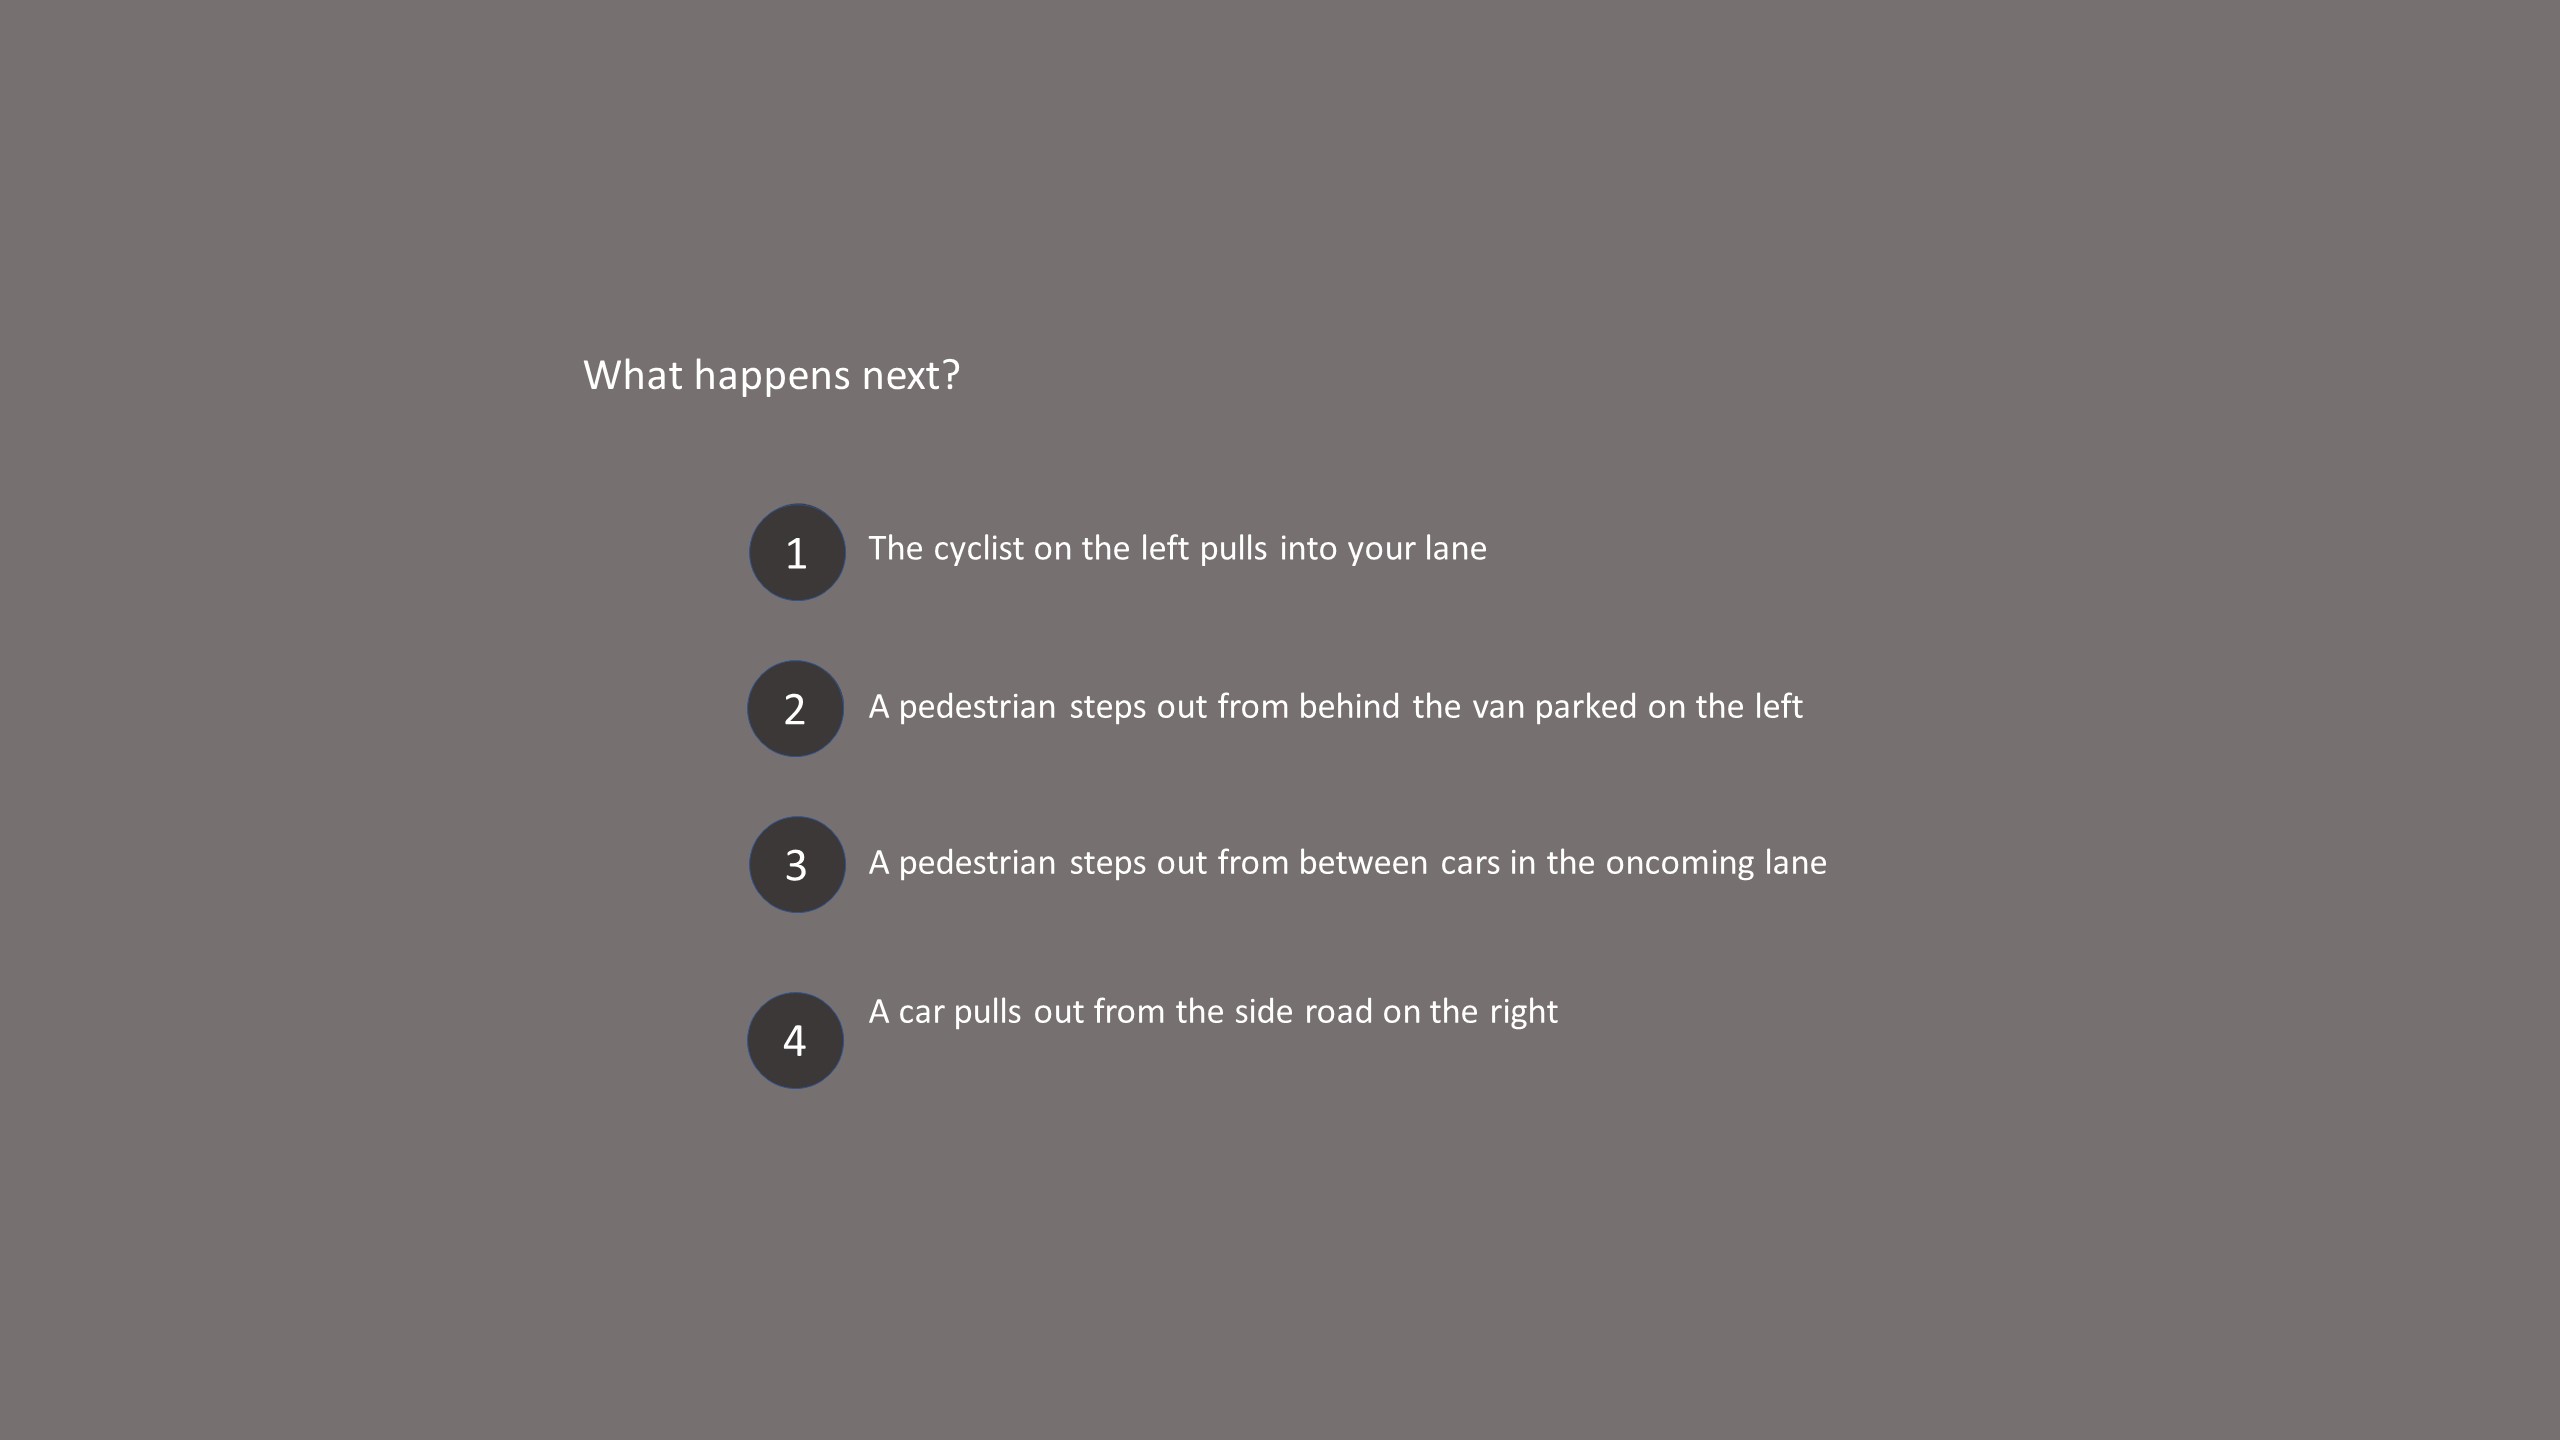 What happens next?
1 The cyclist on the left pulls into your lane
2 A pedestrian steps out from behind the van parked on the left
3 A pedestrian steps out from between cars in the oncoming lane
4 A car pulls out from the side road on the right